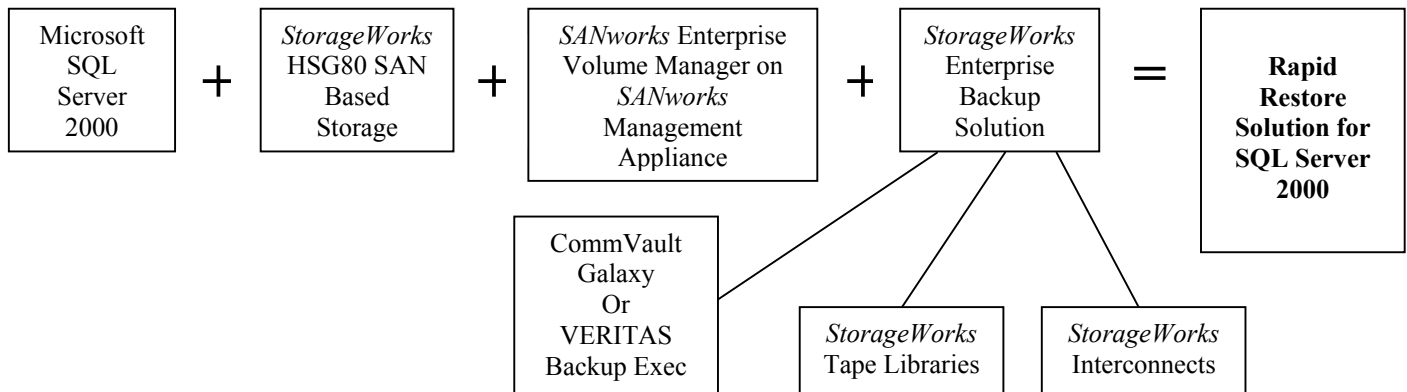 Microsoft
SQL
Server
2000
+
StorageWorks
HSG80 SAN
Based
Storage
+
SANworks Enterprise
Volume Manager on
SANworks
Management
Appliance
+
StorageWorks
Enterprise
Backup
Solution
=
Rapid
Restore
Solution for
SQL Server
2000
CommVault
Galaxy
Or
VERITAS
Backup Exec
StorageWorks
Tape Libraries
StorageWorks
Interconnects